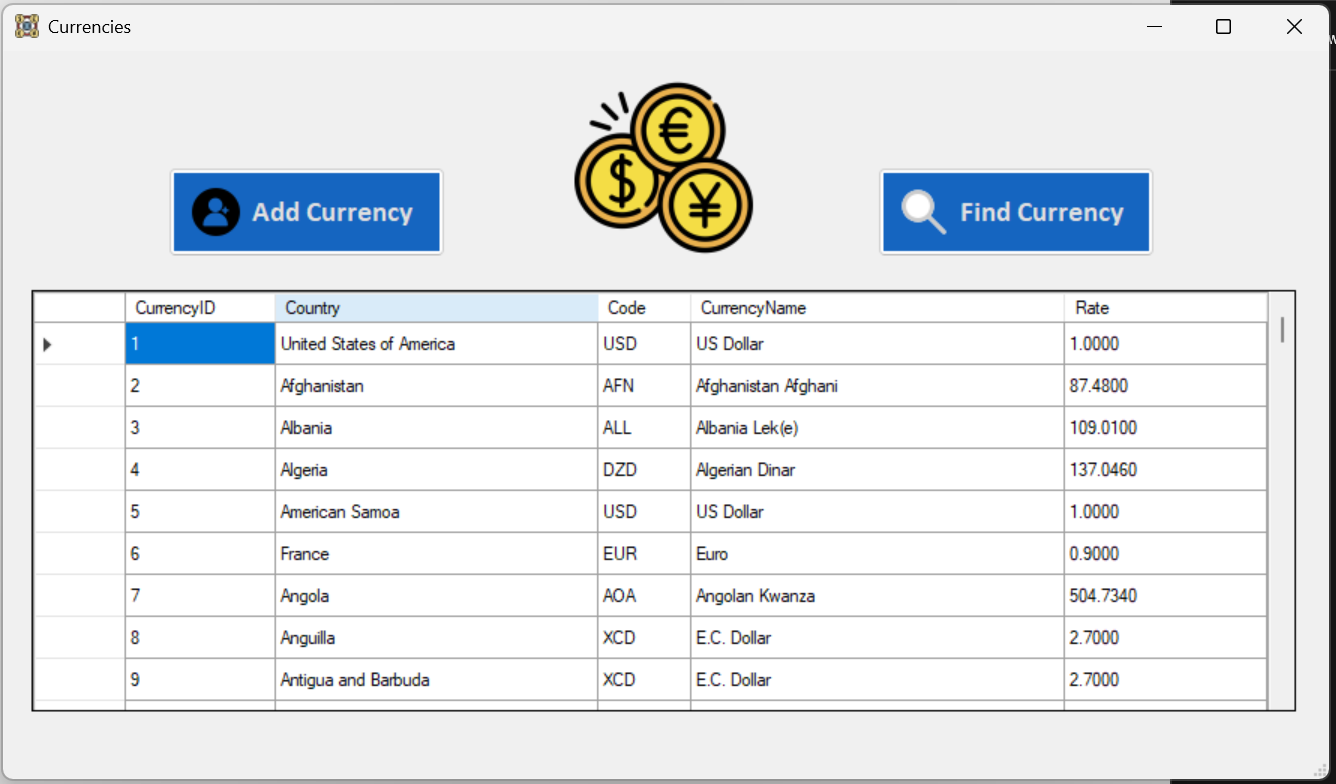 Currencies
€
$
¥
Add Currency
Find Currency
CurrencyID Country Code CurrencyName Rate
1 United States of America USD US Dollar 1.0000
2 Afghanistan AFN Afghanistan Afghani 87.4800
3 Albania ALL Albania Lek(e) 109.0100
4 Algeria DZD Algerian Dinar 137.0460
5 American Samoa USD US Dollar 1.0000
6 France EUR Euro 0.9000
7 Angola AOA Angolan Kwanza 504.7340
8 Anguilla XCD E.C. Dollar 2.7000
9 Antigua and Barbuda XCD E.C. Dollar 2.7000